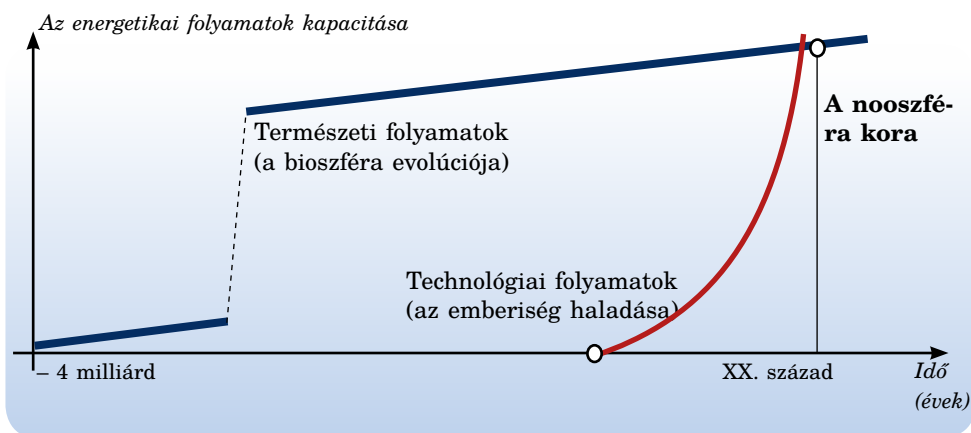 Az energetikai folyamatok kapacitása
Természeti folyamatok
(a bioszféra evolúciója)
A nooszfé-
ra kora
Technológiai folyamatok
(az emberiség haladása)
– 4 milliárd
XX. század
Idő
(évek)